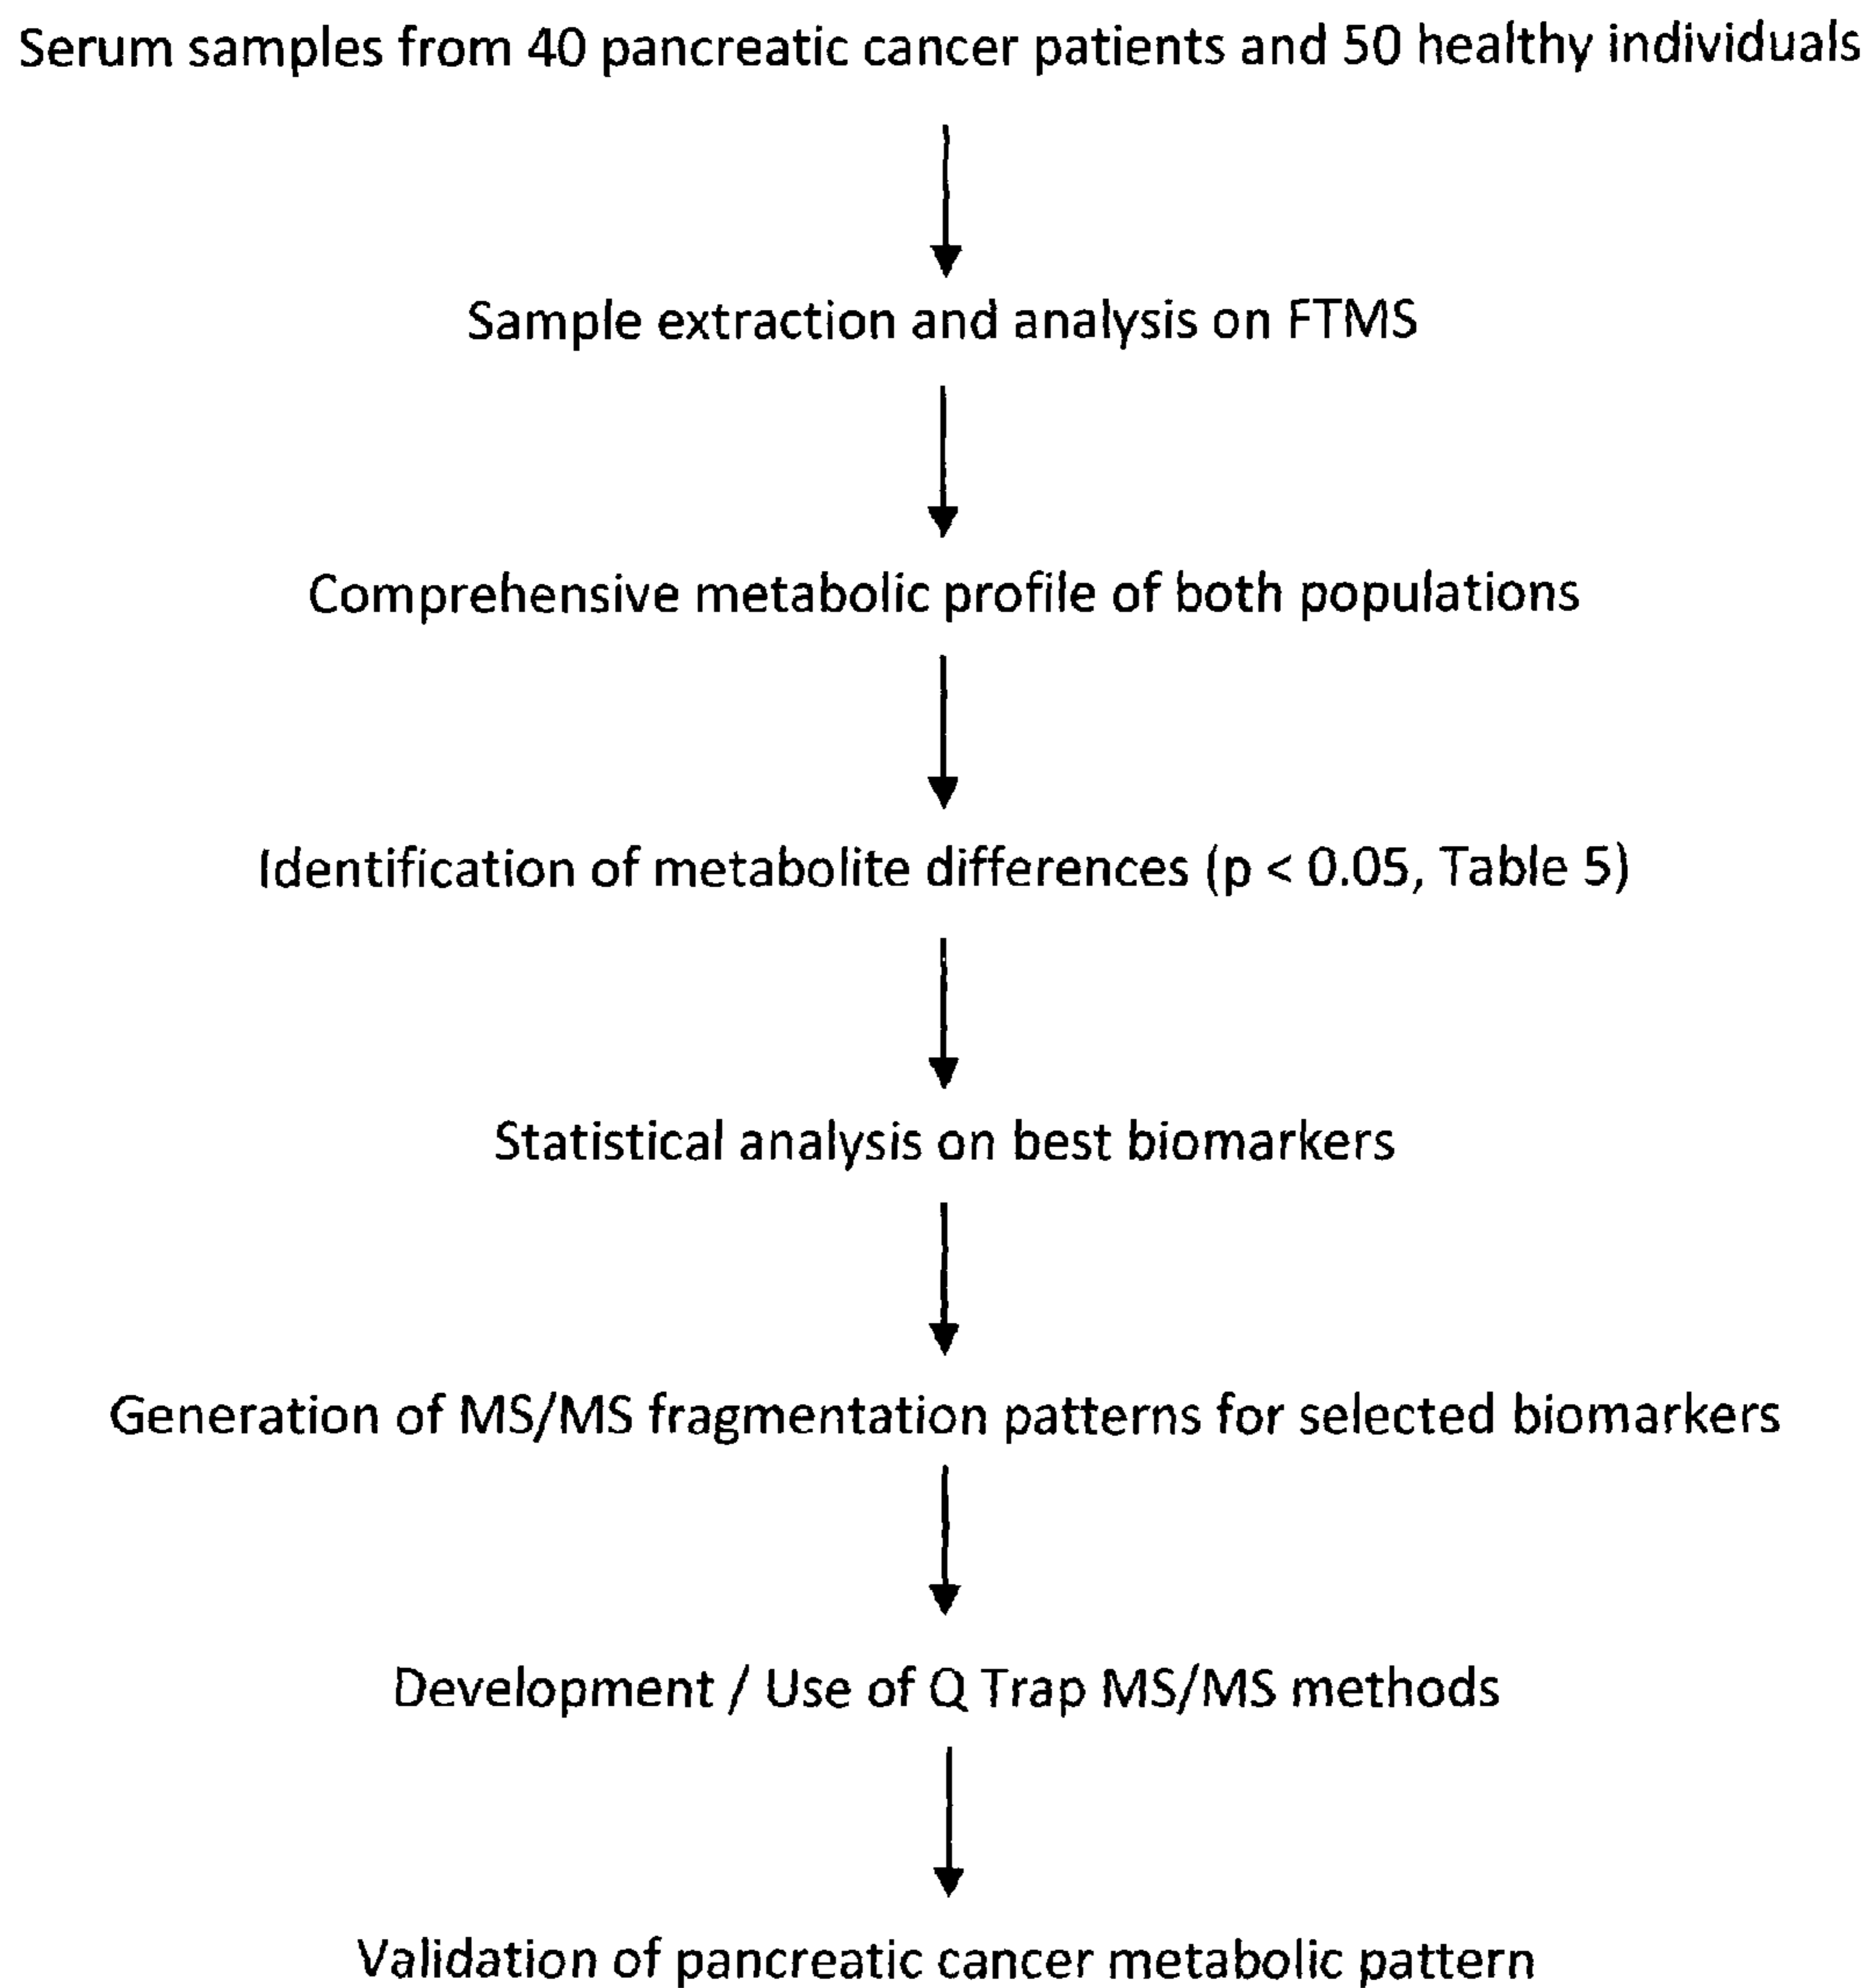 Serum samples from 40 pancreatic cancer patients and 50 healthy individuals
Sample extraction and analysis on FTMS
Comprehensive metabolic profile of both populations
Identification of metabolite differences (p < 0.05, Table 5)
Statistical analysis on best biomarkers
Generation of MS/MS fragmentation patterns for selected biomarkers
Development / Use of Q Trap MS/MS methods
Validation of pancreatic cancer metabolic pattern